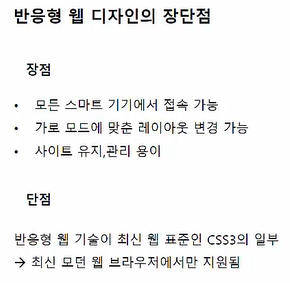 반응형 웹 디자인의 장단점
장점
• 모든 스마트 기기에서 접속 가능
• 가로 모드에 맞춘 레이아웃 변경 가능
• 사이트 유지,관리 용이
단점
반응형 웹 기술이 최신 웹 표준인 CSS3의 일부
→ 최신 모던 웹 브라우저에서만 지원됨